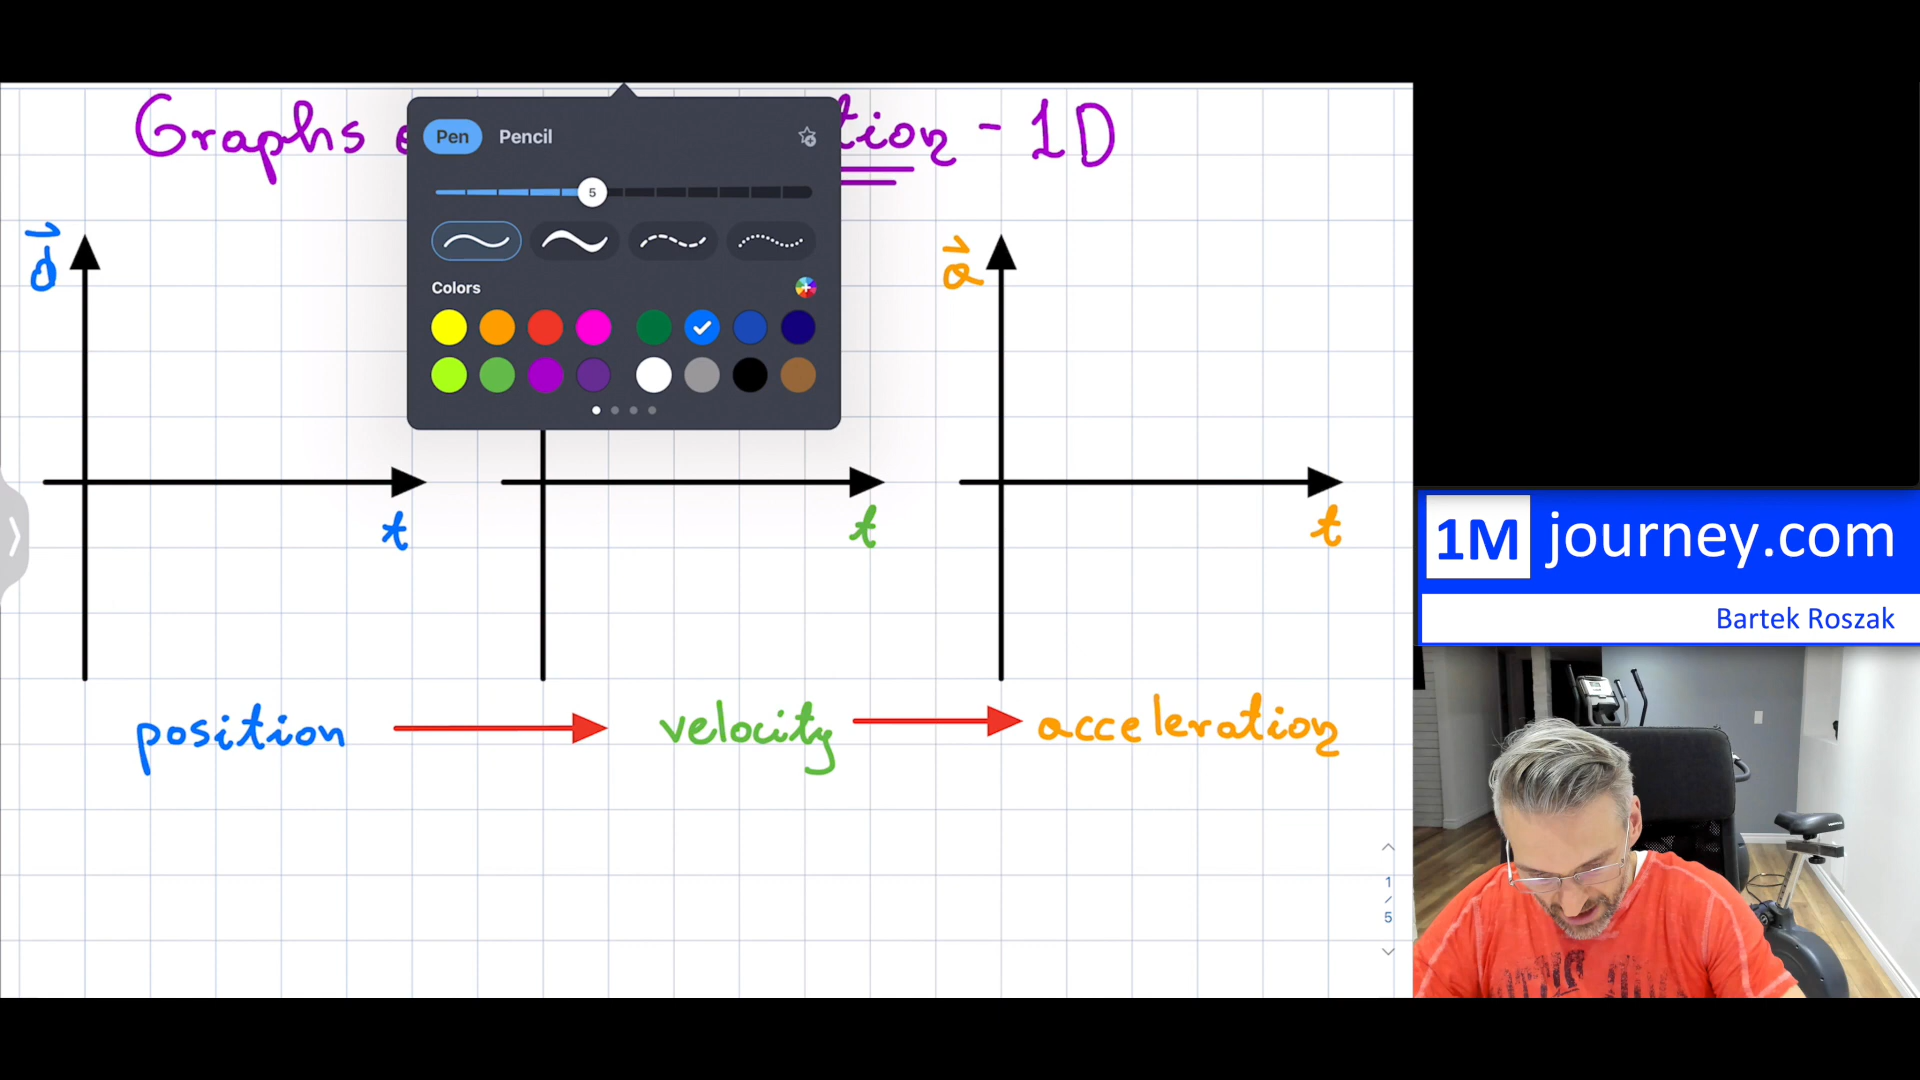 Graphs
tion - 1D
Pen Pencil
5
Colors
d
a
t
t
t
position
velocity
acceleration
1
/
5
1M journey.com
Bartek Roszak